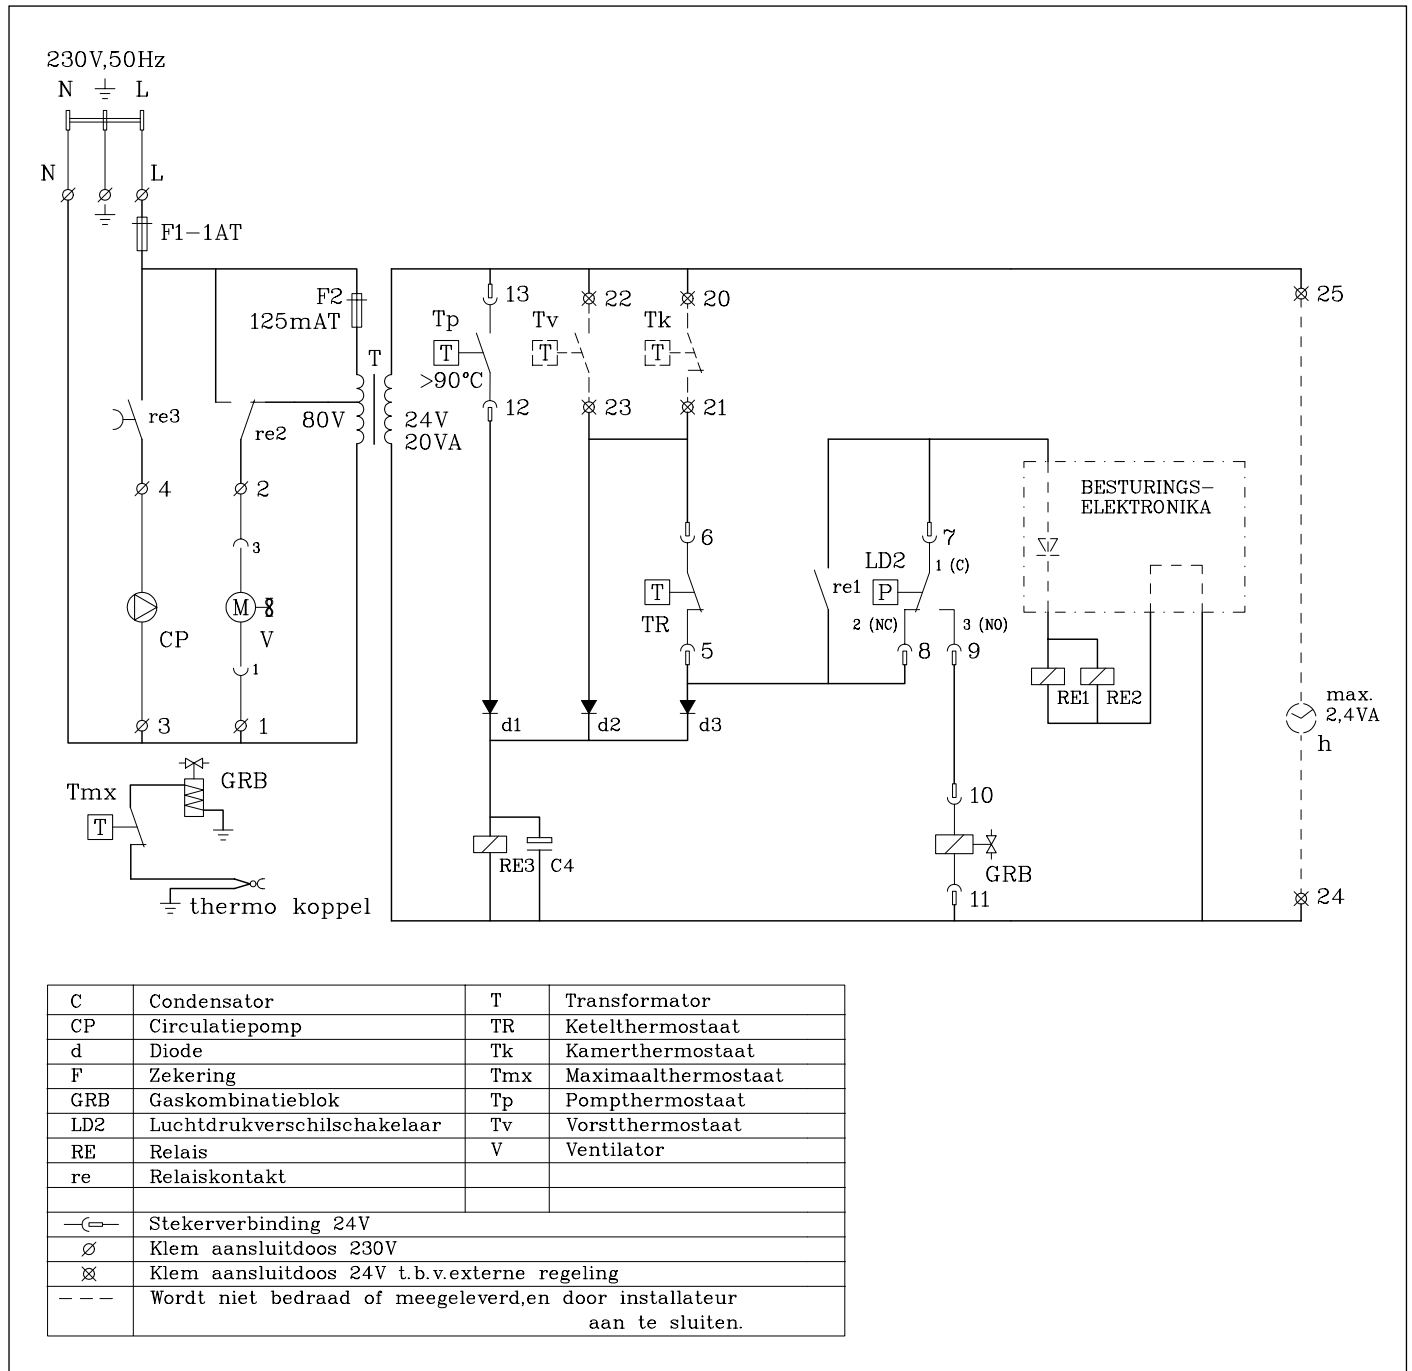 230V,50Hz
N L
N L
F1-1AT
F2
125mAT
T
80V
24V
20VA
re3
re2
4
2
3
M
CP
V
1
3
1
13
22
20
25
Tp
Tv
Tk
T
T
T
>90°C
12
23
21
6
T
TR
5
re1
7
LD2
1 (C)
P
2 (NC)
3 (NO)
8
9
BESTURINGS-
ELEKTRONIKA
RE1
RE2
max.
2,4VA
h
d1
d2
d3
GRB
Tmx
T
thermo koppel
RE3
C4
10
GRB
11
24
C Condensator T Transformator
CP Circulatiepomp TR Ketelthermostaat
d Diode Tk Kamerthermostaat
F Zekering Tmx Maximaalthermostaat
GRB Gaskombinatieblok Tp Pompthermostaat
LD2 Luchtdrukverschilschakelaar Tv Vorstthermostaat
RE Relais V Ventilator
re Relaiskontakt
Stekerverbinding 24V
Klem aansluitdoos 230V
Klem aansluitdoos 24V t.b.v.externe regeling
Wordt niet bedraad of meegeleverd,en door installateur
aan te sluiten.